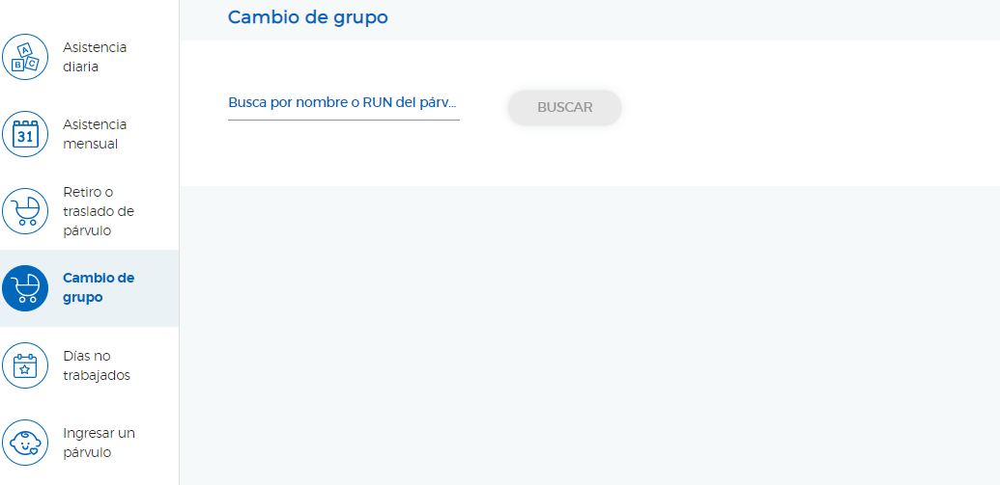 Cambio de grupo
Asistencia
diaria
Asistencia
mensual
Retiro o
traslado de
párvulo
Cambio de
grupo
Días no
trabajados
Ingresar un
párvulo
Busca por nombre o RUN del párv...
BUSCAR
A
B C
31